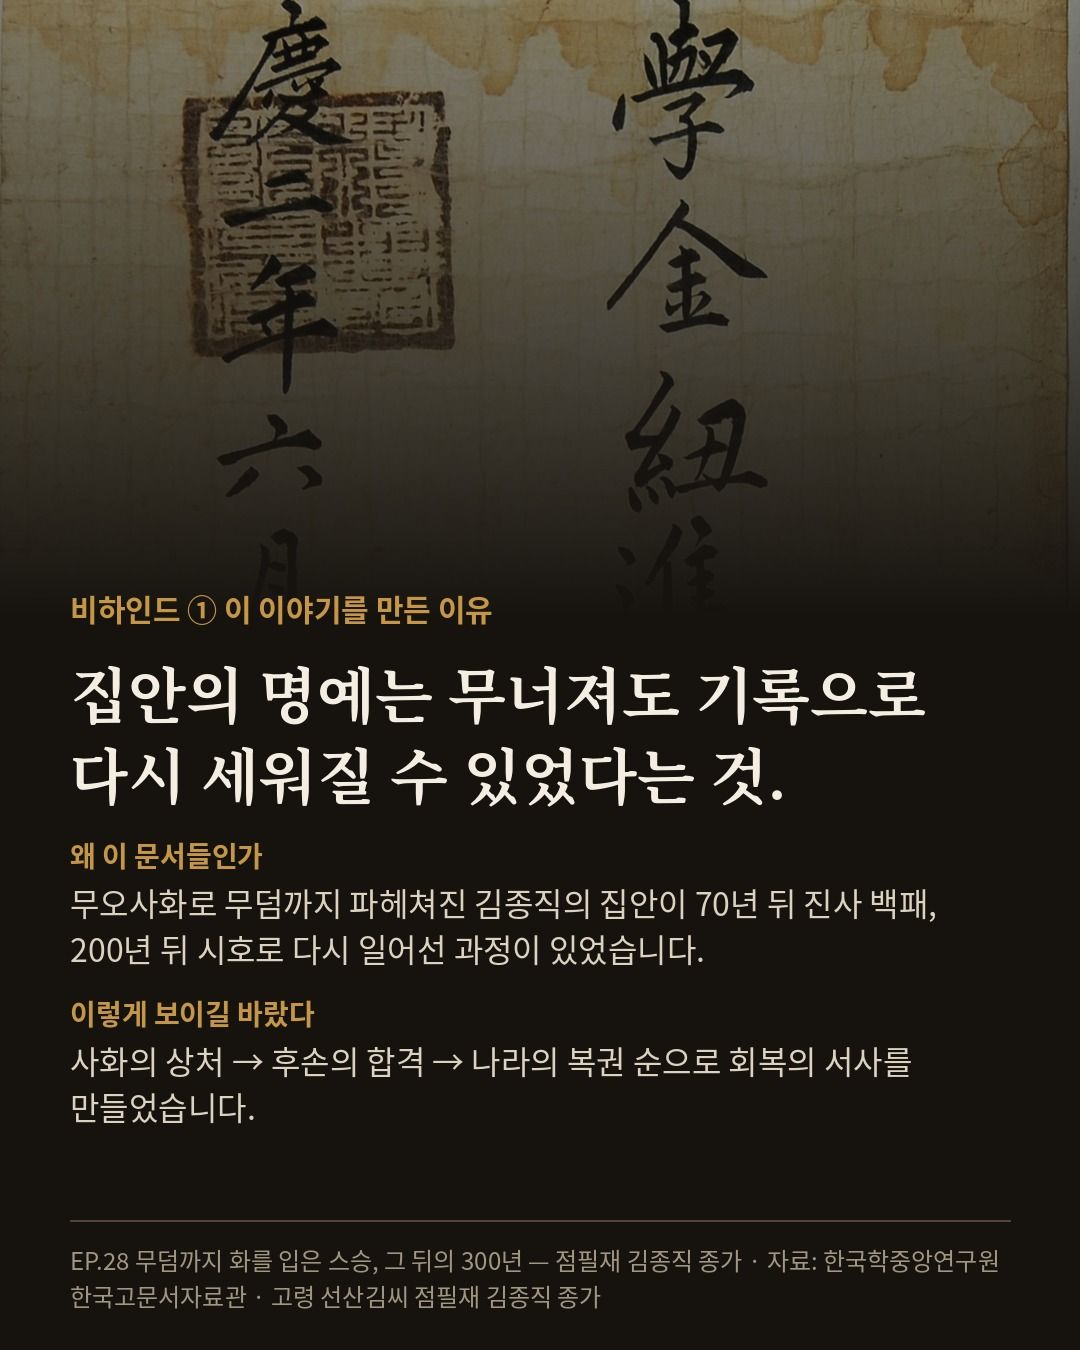 學金紐進
慶二年六月
비하인드 ① 이 이야기를 만든 이유
집안의 명예는 무너져도 기록으로
다시 세워질 수 있었다는 것.
왜 이 문서들인가
무오사화로 무덤까지 파헤쳐진 김종직의 집안이 70년 뒤 진사 백패,
200년 뒤 시호로 다시 일어선 과정이 있었습니다.
이렇게 보이길 바랐다
사화의 상처 → 후손의 합격 → 나라의 복권 순으로 회복의 서사를
만들었습니다.
EP.28 무덤까지 화를 입은 스승, 그 뒤의 300년 — 점필재 김종직 종가 · 자료: 한국학중앙연구원
한국고문서자료관 · 고령 선산김씨 점필재 김종직 종가